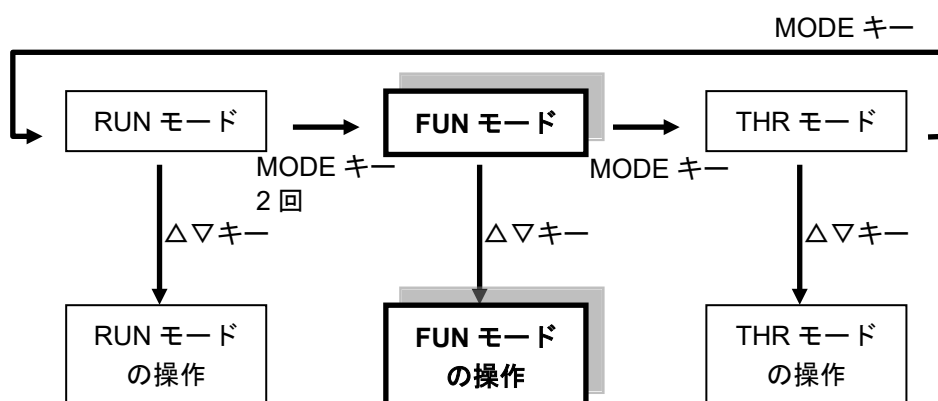 MODE キー
RUN モード
FUN モード
THR モード
MODE キー
2 回
MODE キー
△▽キー
△▽キー
△▽キー
RUN モード
の操作
FUN モード
の操作
THR モード
の操作